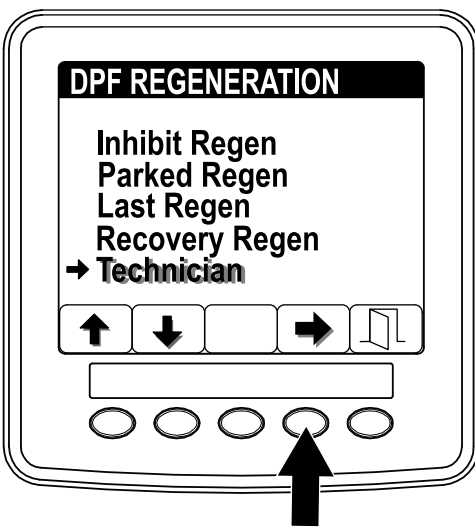 DPF REGENERATION
Inhibit Regen
Parked Regen
Last Regen
Recovery Regen
Technician